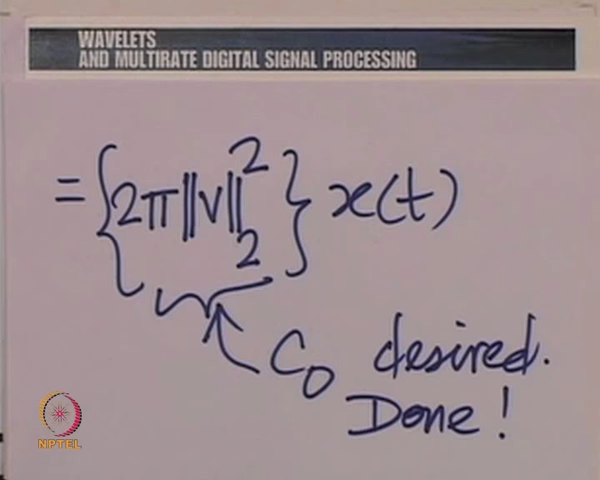 WAVELETS
AND MULTIRATE DIGITAL SIGNAL PROCESSING
= {2π||v||₂²} x(t)
C₀ desired.
Done!
NPTEL